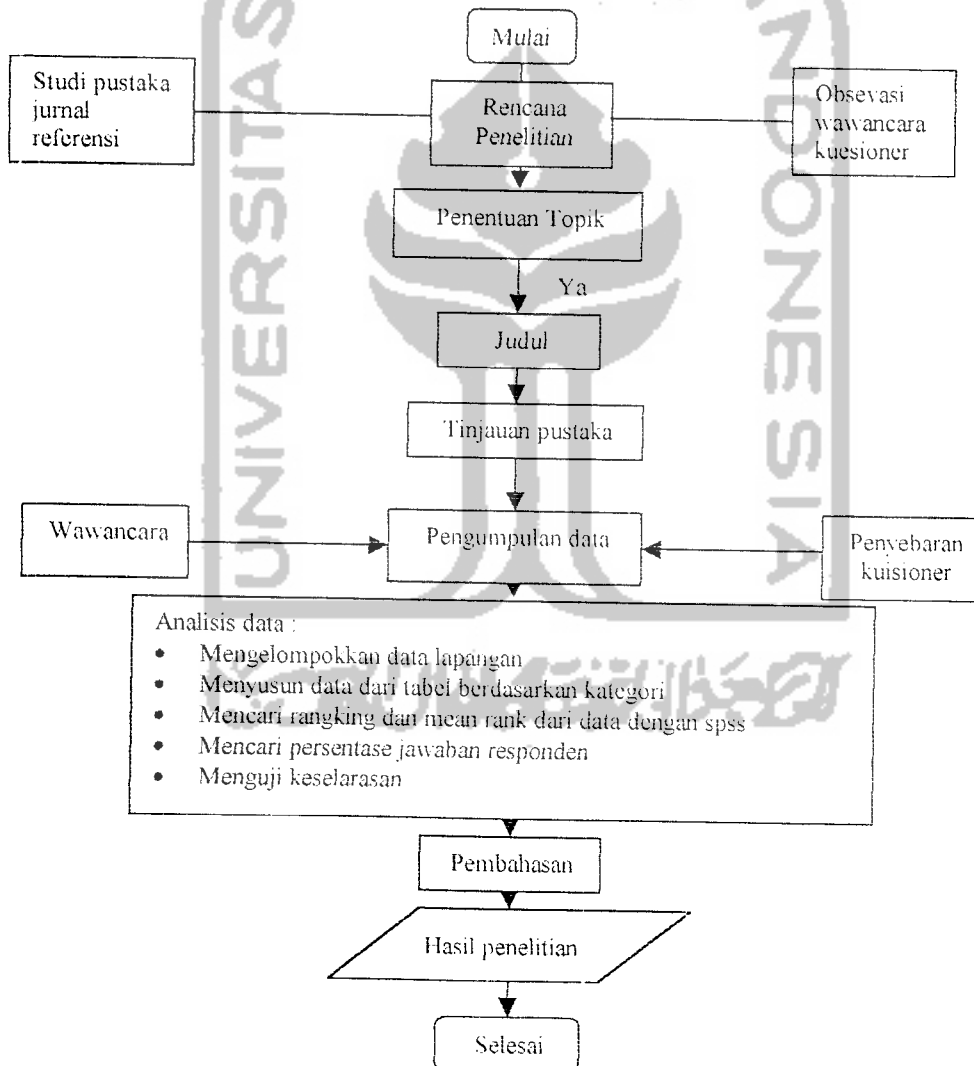 Mulai
Studi pustaka
jurnal
referensi
Rencana
Penelitian
Obsevasi
wawancara
kuesioner
Penentuan Topik
Ya
Judul
Tinjauan pustaka
Wawancara
Pengumpulan data
Penyebaran
kuisioner
Analisis data :
• Mengelompokkan data lapangan
• Menyusun data dari tabel berdasarkan kategori
• Mencari rangking dan mean rank dari data dengan spss
• Mencari persentase jawaban responden
• Menguji keselarasan
Pembahasan
Hasil penelitian
Selesai
UNIVERSITAS
INDONESIA